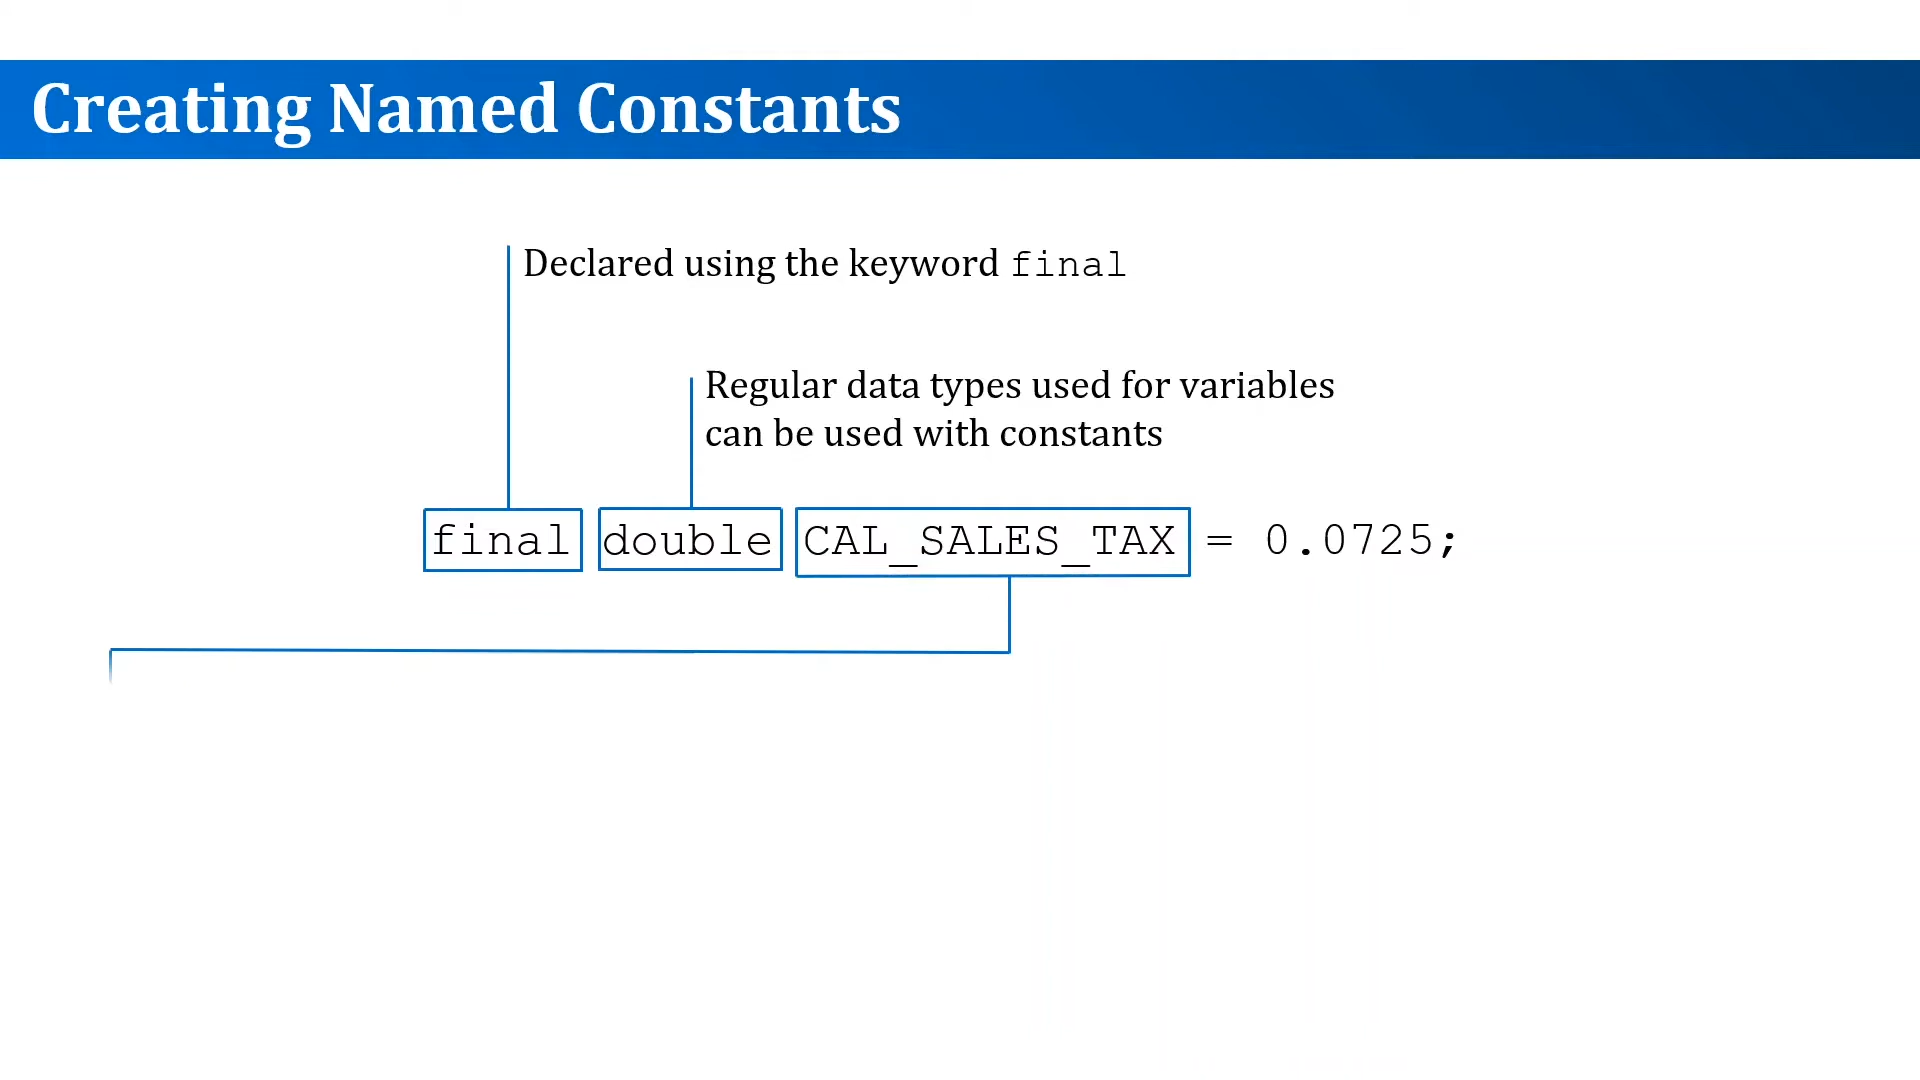 Creating Named Constants
Declared using the keyword final
Regular data types used for variables
can be used with constants
final double CAL_SALES_TAX = 0.0725;